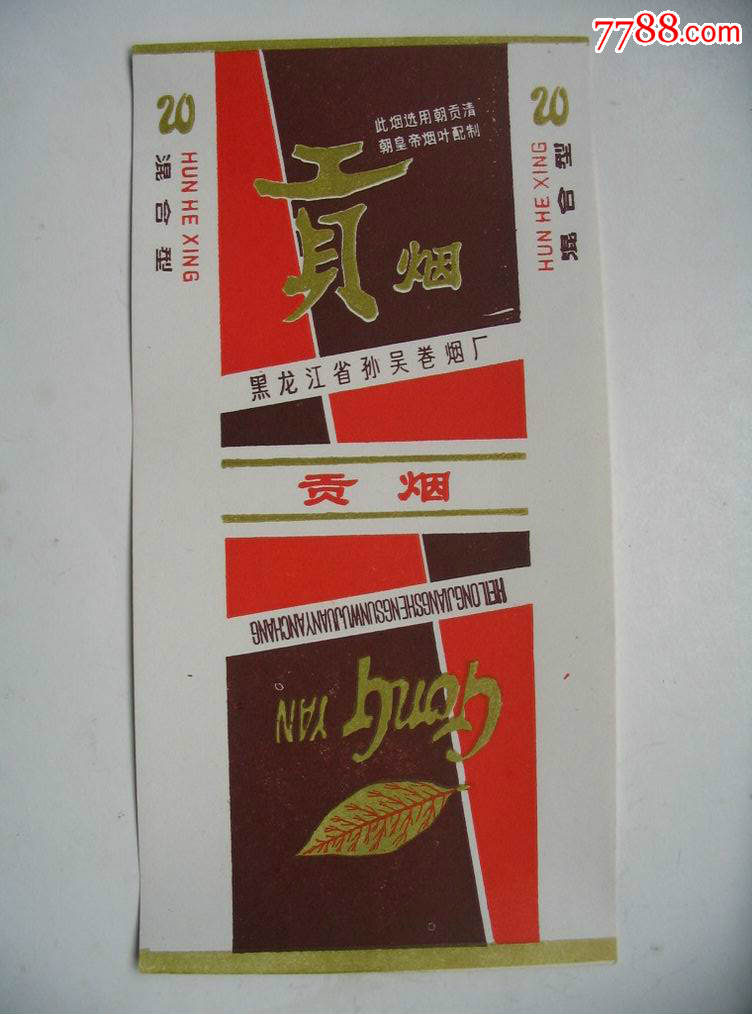 7788.com
20
混合型
HUN HE XING
20
HUN HE XING
混合型
此烟选用朝贡清
朝皇帝烟叶配制
貢烟
黑龙江省孙吴卷烟厂
贡烟
HEILONGJIANGSHENGSUNWUJUANYANCHANG
Gong YAN